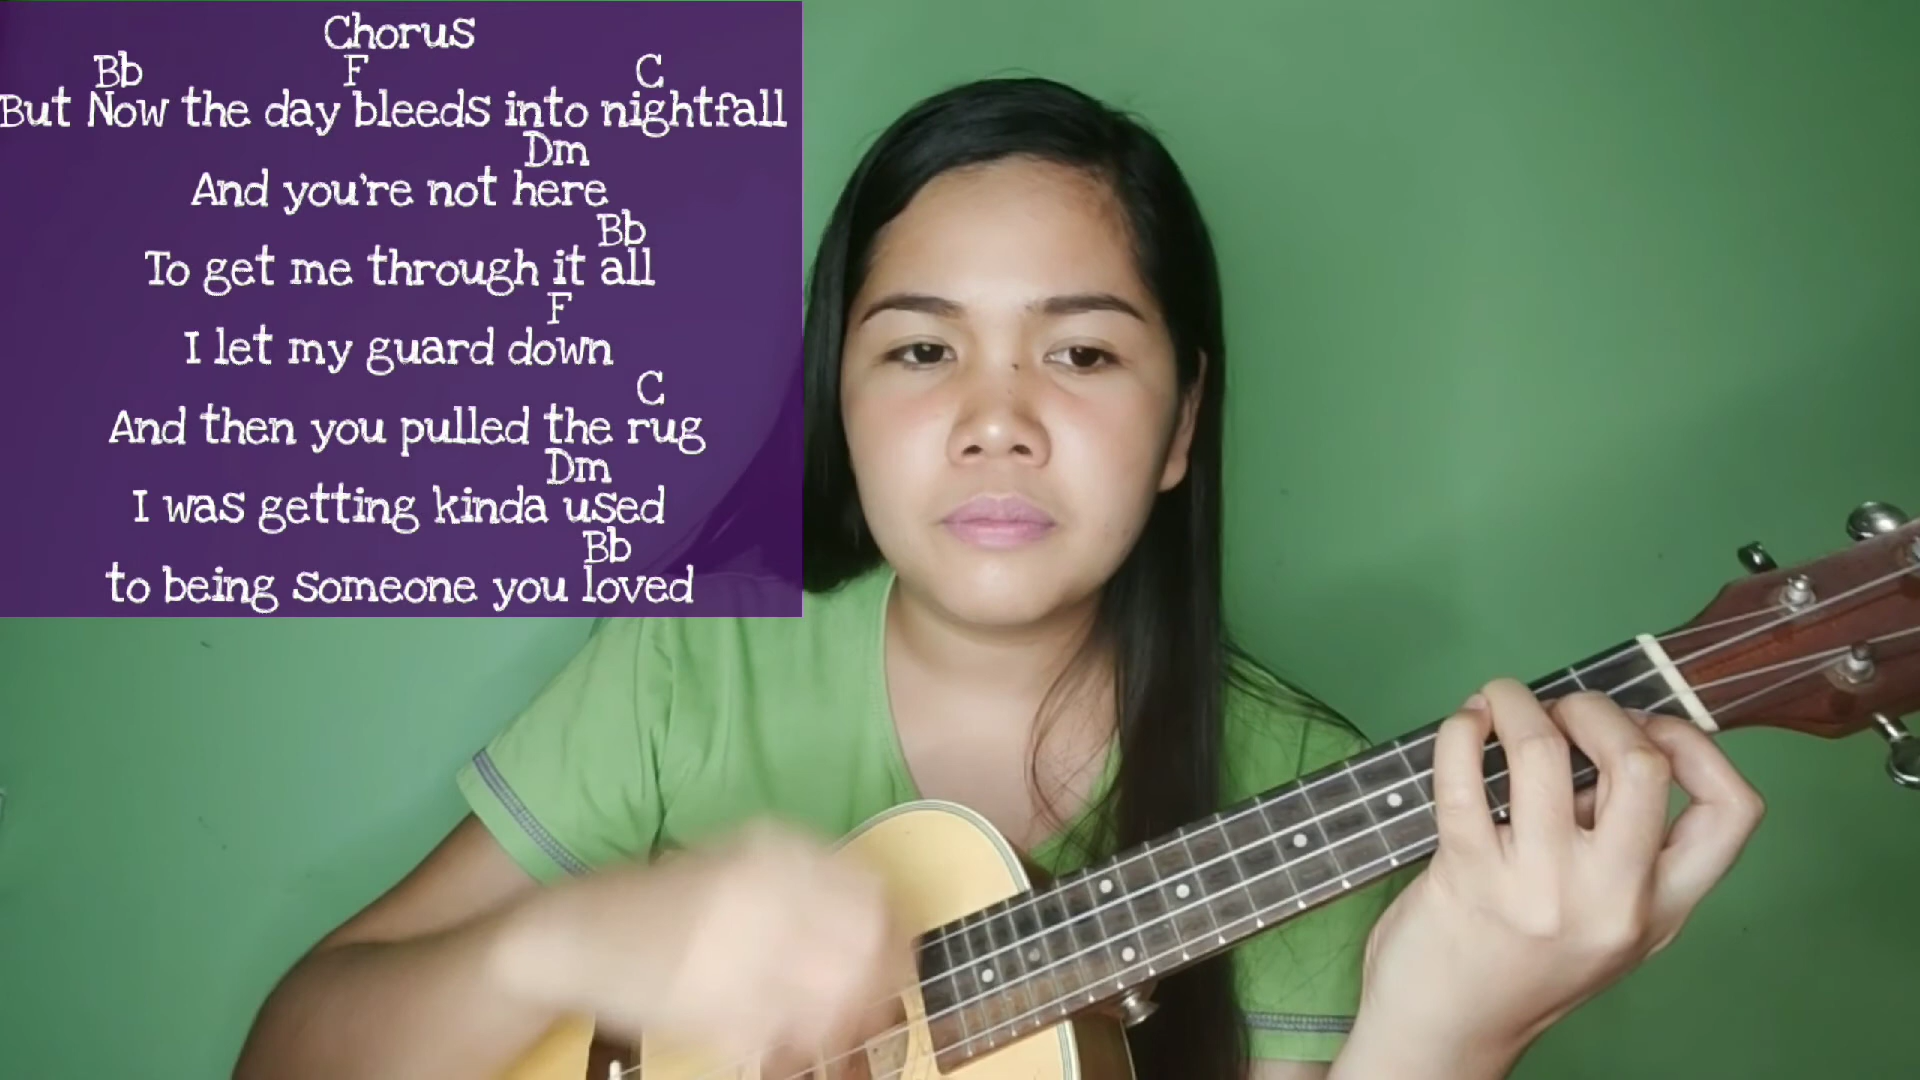 Chorus
Bb F C
But Now the day bleeds into nightfall
Dm
And you're not here
Bb
To get me through it all
F
I let my guard down
C
And then you pulled the rug
Dm
I was getting kinda used
Bb
to being someone you loved